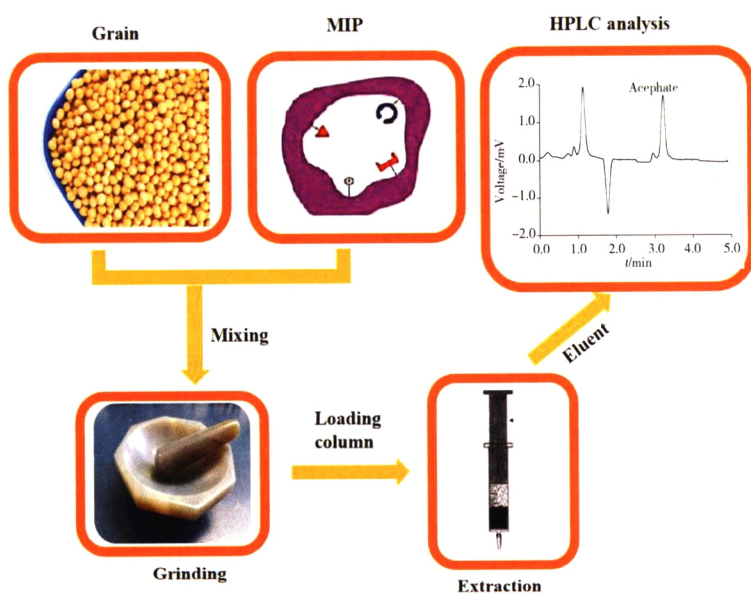 Grain
MIP
HPLC analysis
Acephate
Voltage/mV
2.0
1.0
0.0
-1.0
-2.0
0.0 1.0 2.0 3.0 4.0 5.0
t/min
Mixing
Eluent
Loading
column
Grinding
Extraction